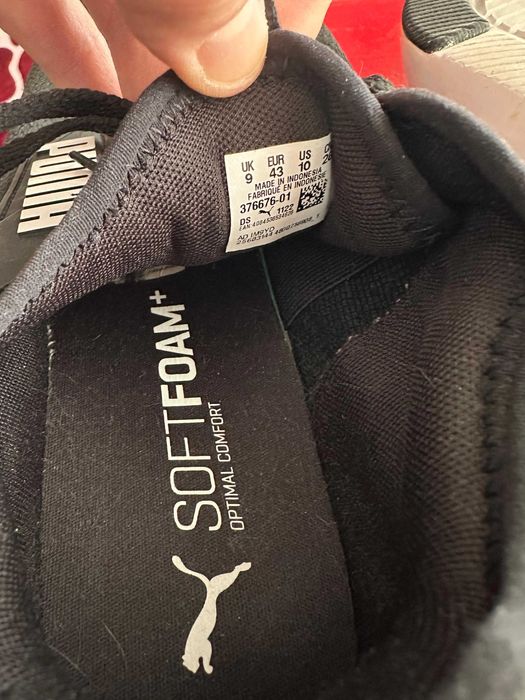 PUMA
UK EUR US
9 43 10
MADE IN INDONESIA
FABRIQUÉ EN INDONÉSIE
376676-01
DS 1122
SOFTFOAM+
OPTIMAL COMFORT